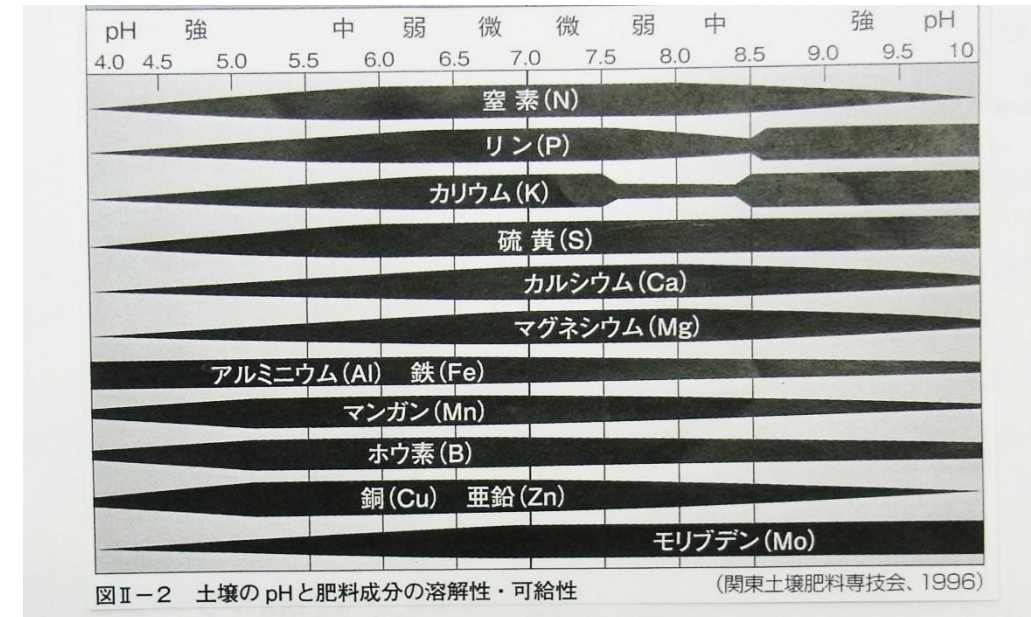 pH 強 中 弱 微 微 弱 中 強 pH
4.0 4.5 5.0 5.5 6.0 6.5 7.0 7.5 8.0 8.5 9.0 9.5 10
窒素(N)
リン(P)
カリウム(K)
硫黄(S)
カルシウム(Ca)
マグネシウム(Mg)
アルミニウム(Al) 鉄(Fe)
マンガン(Mn)
ホウ素(B)
銅(Cu) 亜鉛(Zn)
モリブデン(Mo)
図Ⅱ−2 土壌のpHと肥料成分の溶解性・可給性 (関東土壌肥料専技会、1996)